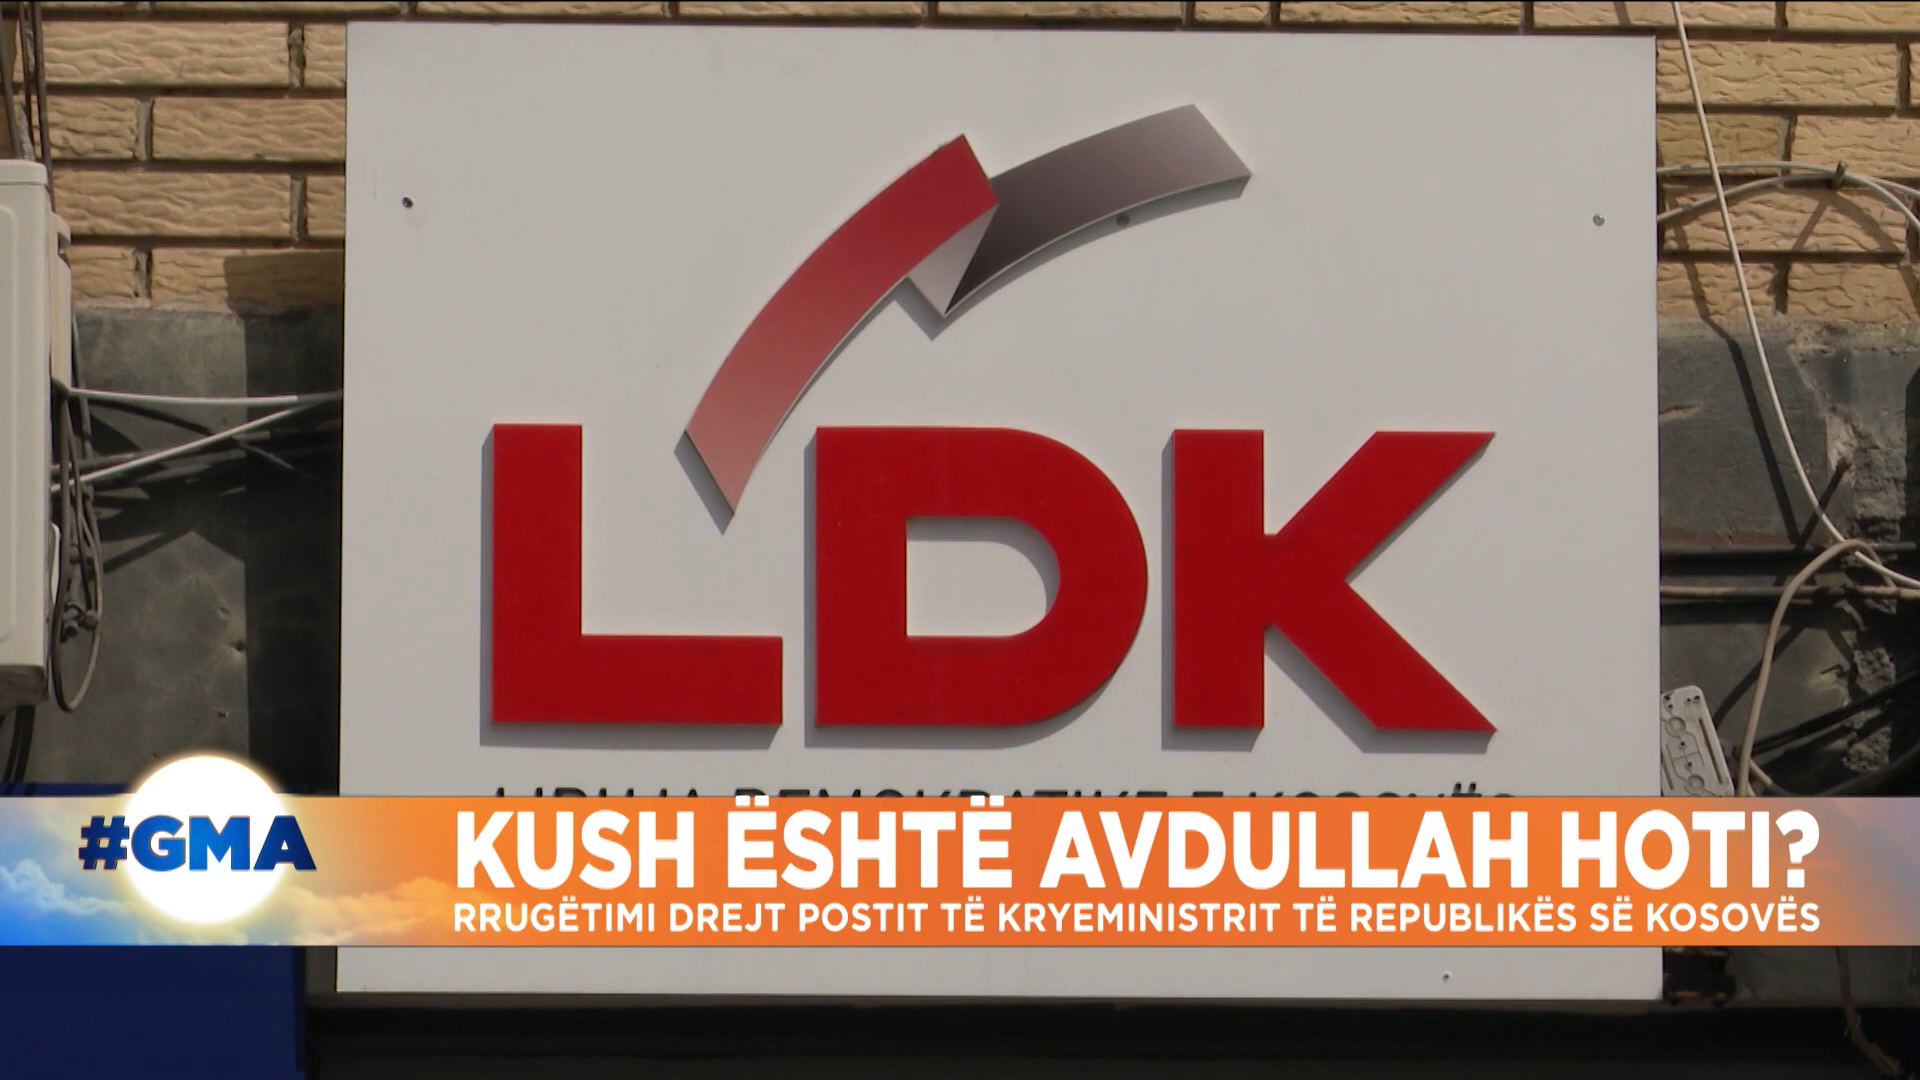 LDK
#GMA
KUSH ËSHTË AVDULLAH HOTI?
RRUGËTIMI DREJT POSTIT TË KRYEMINISTRIT TË REPUBLIKËS SË KOSOVËS